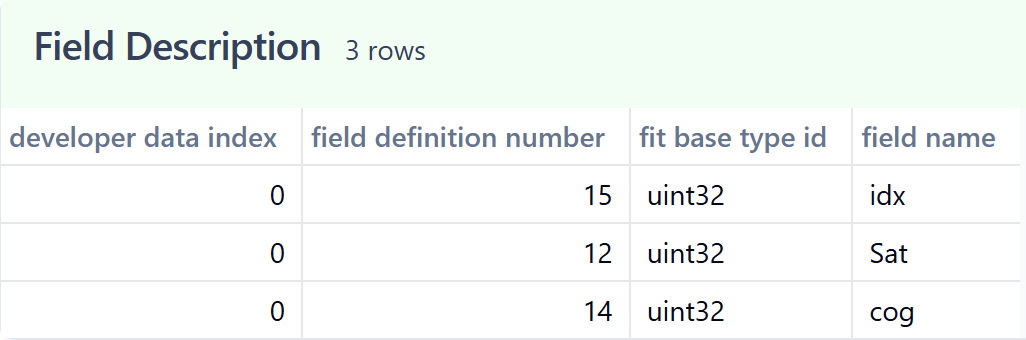 Field Description 3 rows
developer data index field definition number fit base type id field name
0 15 uint32 idx
0 12 uint32 Sat
0 14 uint32 cog